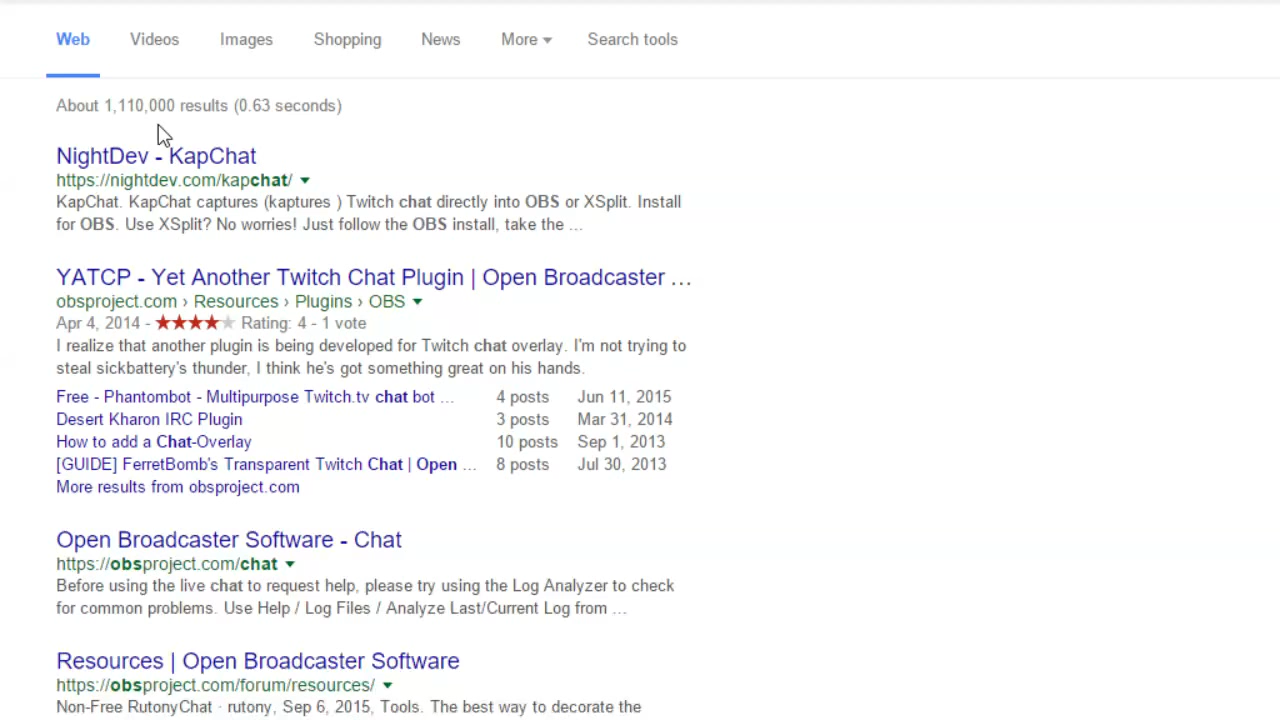 Web Videos Images Shopping News More Search tools
About 1,110,000 results (0.63 seconds)
NightDev - KapChat
https://nightdev.com/kapchat/
KapChat. KapChat captures (kaptures ) Twitch chat directly into OBS or XSplit. Install
for OBS. Use XSplit? No worries! Just follow the OBS install, take the ...
YATCP - Yet Another Twitch Chat Plugin | Open Broadcaster ...
obsproject.com › Resources › Plugins › OBS
Apr 4, 2014 - ★★★★★ Rating: 4 - 1 vote
I realize that another plugin is being developed for Twitch chat overlay. I'm not trying to
steal sickbattery's thunder, I think he's got something great on his hands.
Free - Phantombot - Multipurpose Twitch.tv chat bot ... 4 posts Jun 11, 2015
Desert Kharon IRC Plugin 3 posts Mar 31, 2014
How to add a Chat-Overlay 10 posts Sep 1, 2013
[GUIDE] FerretBomb's Transparent Twitch Chat | Open ... 8 posts Jul 30, 2013
More results from obsproject.com
Open Broadcaster Software - Chat
https://obsproject.com/chat
Before using the live chat to request help, please try using the Log Analyzer to check
for common problems. Use Help / Log Files / Analyze Last/Current Log from ...
Resources | Open Broadcaster Software
https://obsproject.com/forum/resources/
Non-Free RutonyChat · rutony, Sep 6, 2015, Tools. The best way to decorate the